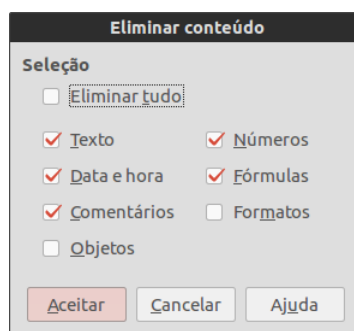 Eliminar conteúdo
Seleção
Eliminar tudo
Texto
Números
Data e hora
Fórmulas
Comentários
Formatos
Objetos
Aceitar
Cancelar
Ajuda